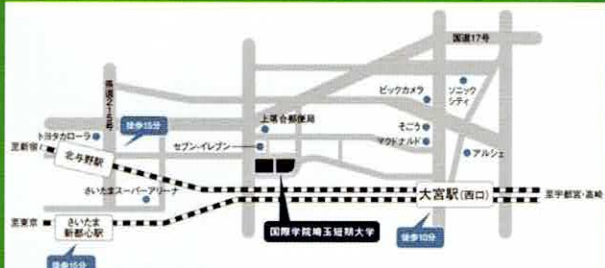 国道17号
県道215号
ビックカメラ
ソニック
シティ
上落合郵便局
徒歩15分
トヨタカローラ
そごう
セブン-イレブン
マクドナルド
アルシェ
至新宿
北与野駅
さいたまスーパーアリーナ
大宮駅(西口)
至宇都宮・高崎
至東京
さいたま
新都心駅
国際学院埼玉短期大学
徒歩10分
徒歩15分